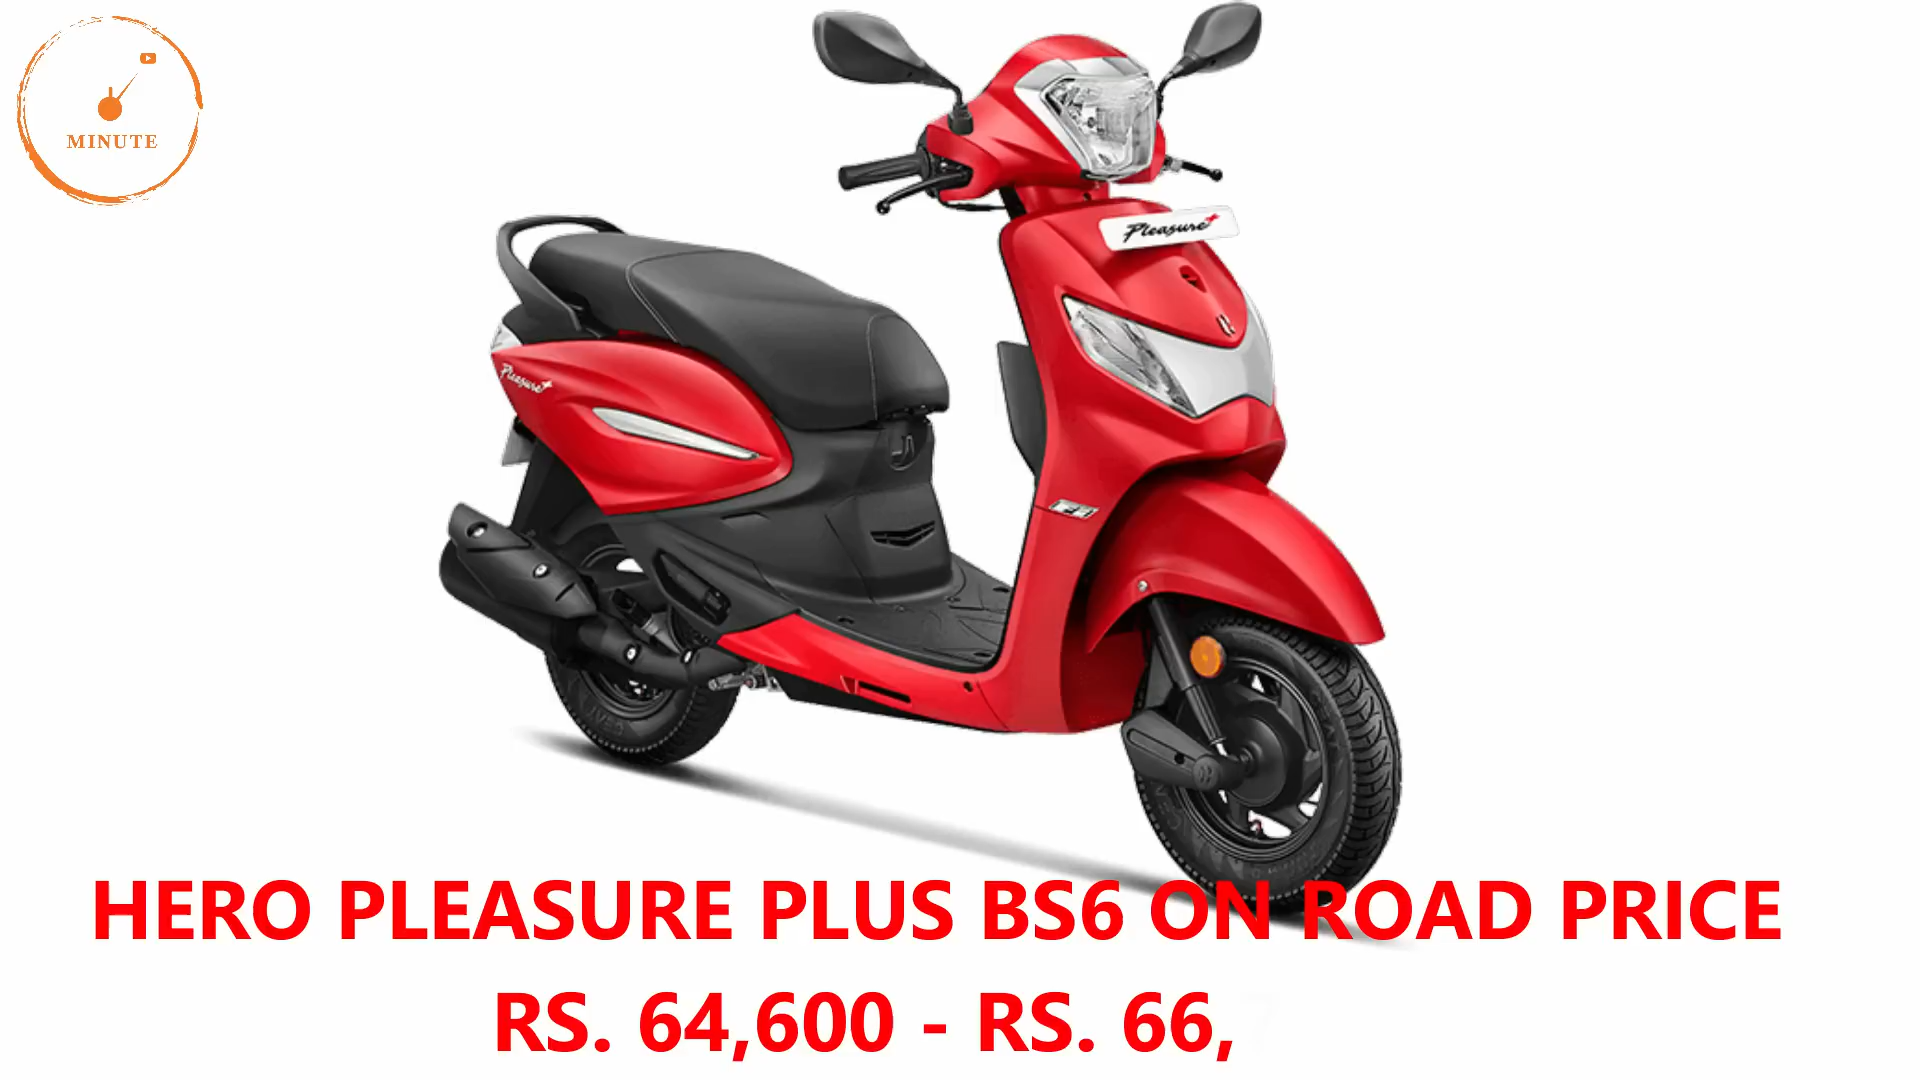 MINUTE
Pleasure+
Pleasure+
HERO PLEASURE PLUS BS6 ON ROAD PRICE
RS. 64,600 - RS. 66,